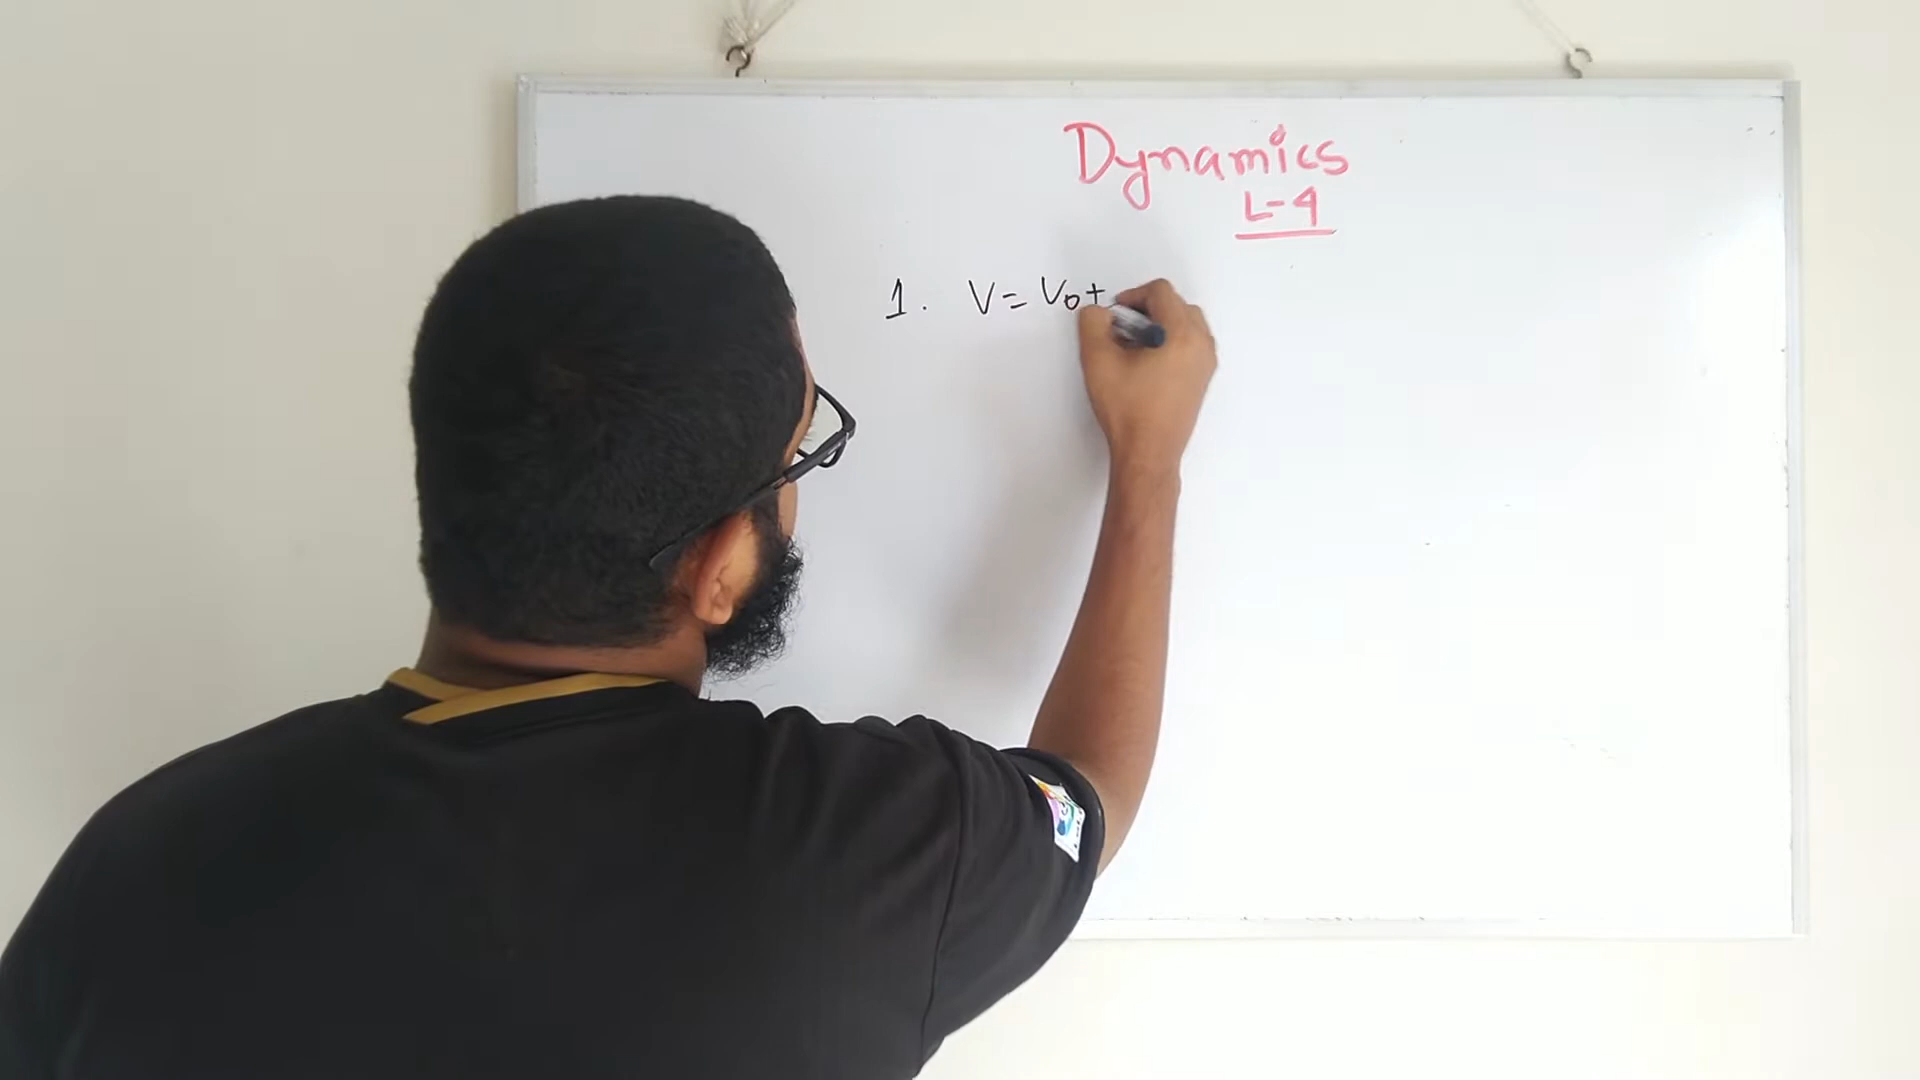 Dynamics
L-4
1. V = V₀ +